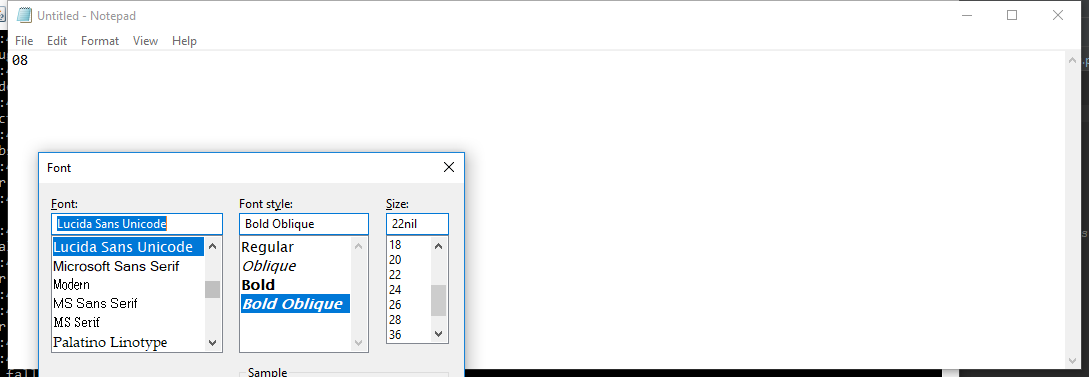 Untitled - Notepad
File Edit Format View Help
08
Font
Font: Font style: Size:
Lucida Sans Unicode Bold Oblique 22nil
Lucida Sans Unicode Regular 18
Microsoft Sans Serif Oblique 20
Modern Bold 22
MS Sans Serif Bold Oblique 24
MS Serif 26
Palatino Linotype 28
36
Sample